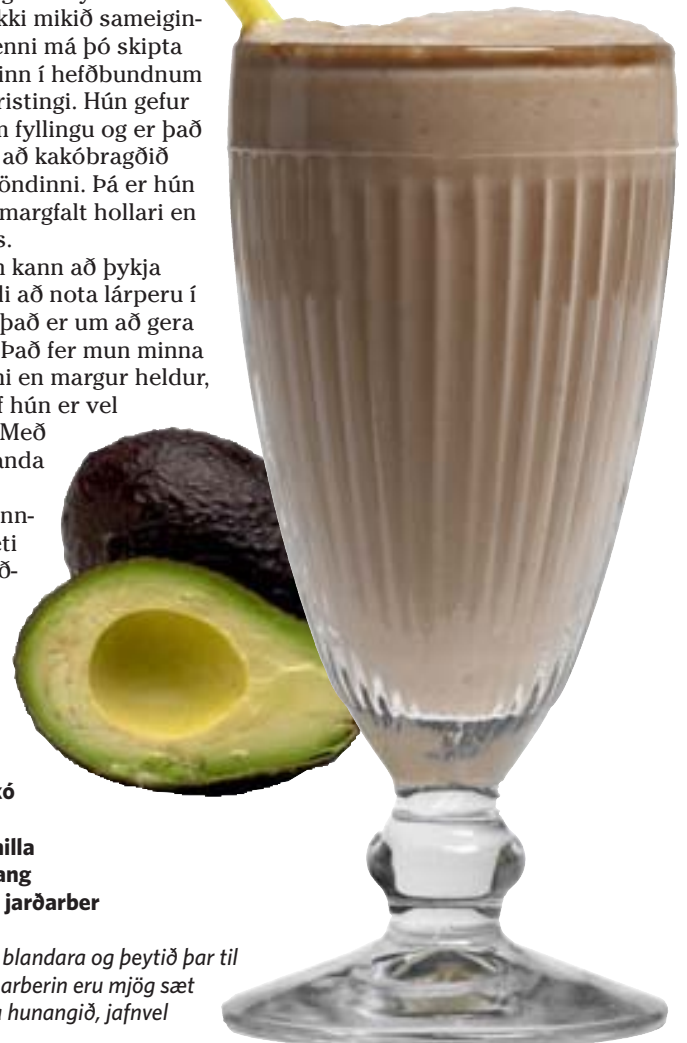 kki mikið sameigin-
enni má þó skipta
inn í hefðbundnum
ristingi. Hún gefur
n fyllingu og er það
að kakóbragðið
öndinni. Þá er hún
margfalt hollari en
s.
n kann að þykja
li að nota lárperu í
það er um að gera
Það fer mun minna
ni en margur heldur,
f hún er vel
Með
anda
nn-
eti
ð-
ó
nilla
ang
jarðarber
blandara og þeytið þar til
arberin eru mjög sæt
hunangið, jafnvel